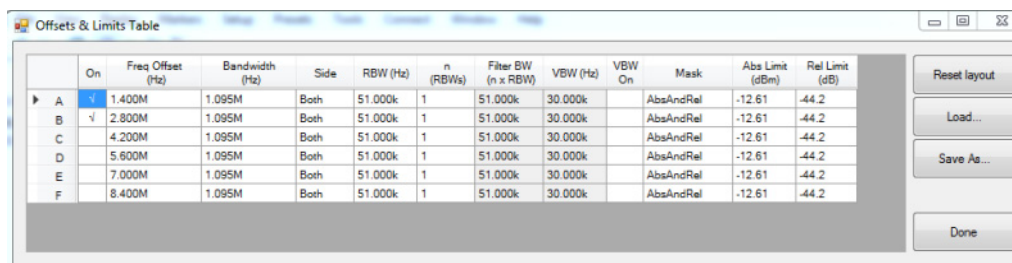 Offsets & Limits Table
On Freq Offset (Hz) Bandwidth (Hz) Side RBW (Hz) n (RBWs) Filter BW (n x RBW) VBW (Hz) VBW On Mask Abs Limit (dBm) Rel Limit (dB)
A √ 1.400M 1.095M Both 51.000k 1 51.000k 30.000k AbsAndRel -12.61 -44.2
B √ 2.800M 1.095M Both 51.000k 1 51.000k 30.000k AbsAndRel -12.61 -44.2
C 4.200M 1.095M Both 51.000k 1 51.000k 30.000k AbsAndRel -12.61 -44.2
D 5.600M 1.095M Both 51.000k 1 51.000k 30.000k AbsAndRel -12.61 -44.2
E 7.000M 1.095M Both 51.000k 1 51.000k 30.000k AbsAndRel -12.61 -44.2
F 8.400M 1.095M Both 51.000k 1 51.000k 30.000k AbsAndRel -12.61 -44.2
Reset layout
Load...
Save As...
Done